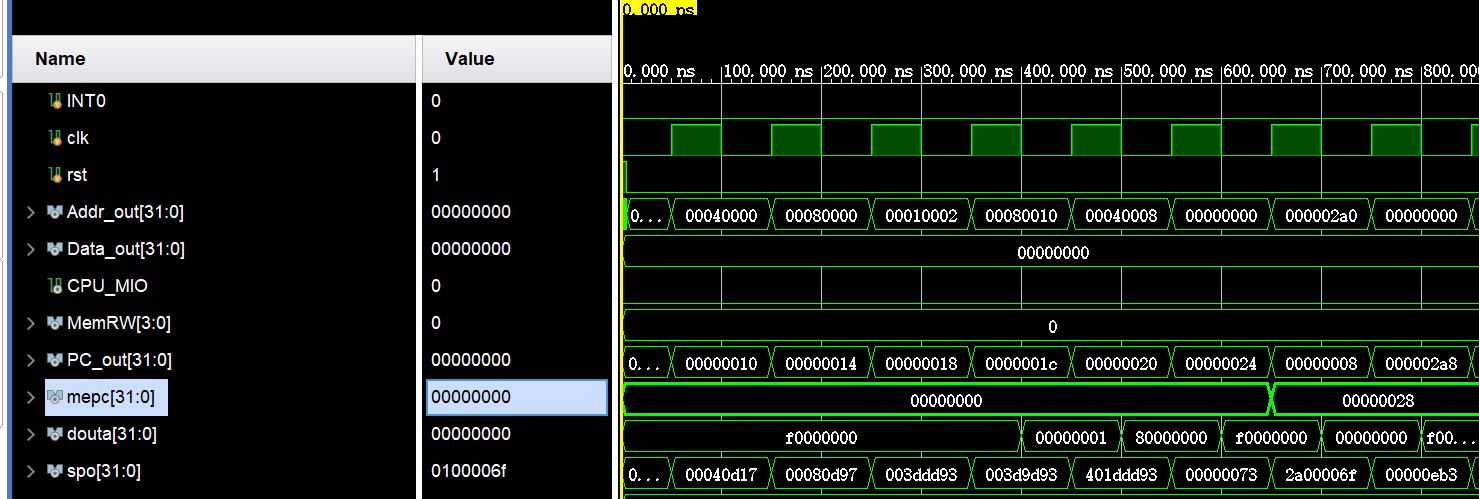 0.000 ns
Name Value
0.000 ns 100.000 ns 200.000 ns 300.000 ns 400.000 ns 500.000 ns 600.000 ns 700.000 ns 800.000
INT0 0
clk 0
rst 1
Addr_out[31:0] 00000000 0... 00040000 00080000 00010002 00080010 00040008 00000000 000002a0 00000000
Data_out[31:0] 00000000 00000000
CPU_MIO
MemRW[3:0] 0 0
PC_out[31:0] 00000000 0... 00000010 00000014 00000018 0000001c 00000020 00000024 00000008 000002a8
mepc[31:0] 00000000 00000000 00000028
douta[31:0] 00000000 f0000000 00000001 80000000 f0000000 00000000 f00...
spo[31:0] 0100006f 0... 00040d17 00080d97 003ddd93 003d9d93 401ddd93 00000073 2a00006f 00000eb3